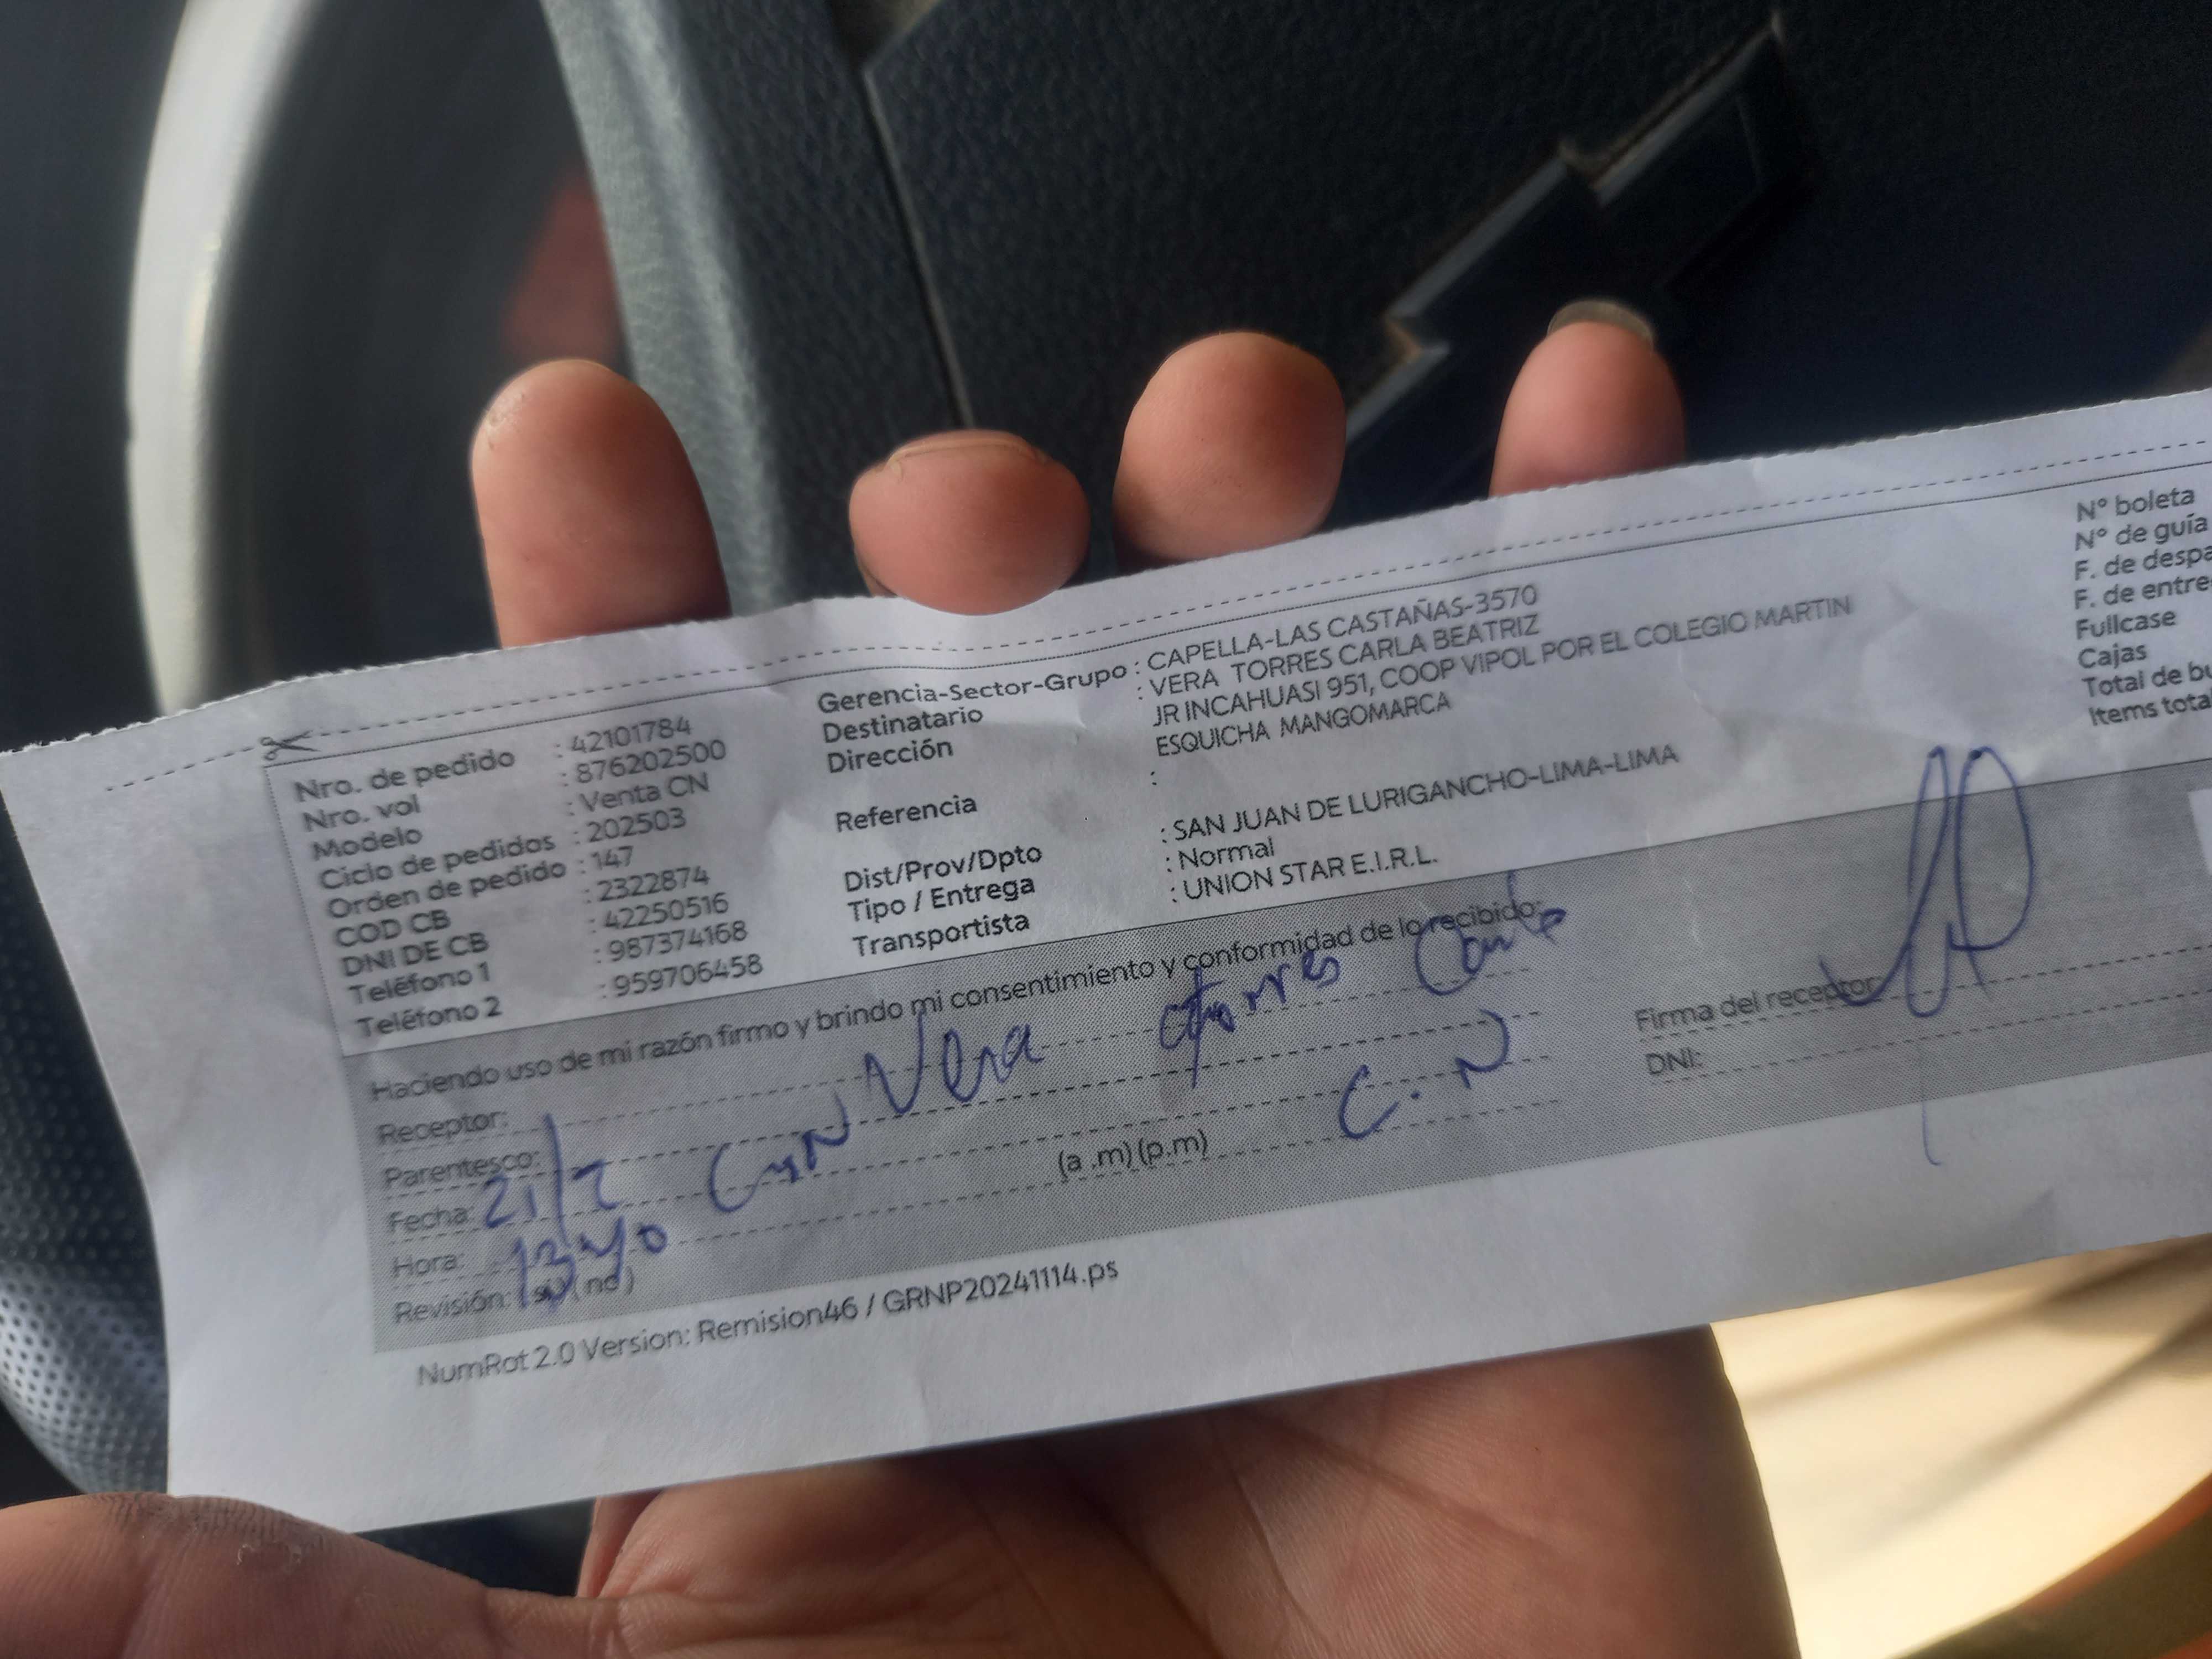 Nro. de pedido : 42101784
Nro. vol : 876202500
Modelo : Venta CN
Ciclo de pedidos : 202503
Orden de pedido : 147
COD CB : 2322874
DNI DE CB : 42250516
Teléfono 1 : 987374168
Teléfono 2 : 959706458
Gerencia-Sector-Grupo : CAPELLA-LAS CASTAÑAS-3570
Destinatario : VERA TORRES CARLA BEATRIZ
Dirección JR INCAHUASI 951, COOP VIPOL POR EL COLEGIO MARTIN
ESQUICHA MANGOMARCA
Referencia :
Dist/Prov/Dpto : SAN JUAN DE LURIGANCHO-LIMA-LIMA
Tipo / Entrega : Normal
Transportista : UNION STAR E.I.R.L.
N° boleta
N° de guía
F. de
F. de
Fullcase
Cajas
Total de
Items
Haciendo uso de mi razón firmo y brindo mi consentimiento y conformidad de lo recibido:
Receptor: Vera Torres
Parentesco: C.N
Fecha: 21/2
Hora: 1340 (a .m) (p.m)
Revisión: ( si ) ( no )
Firma del receptor
DNI:
NumRot 2.0 Version: Remision46 / GRNP20241114.ps